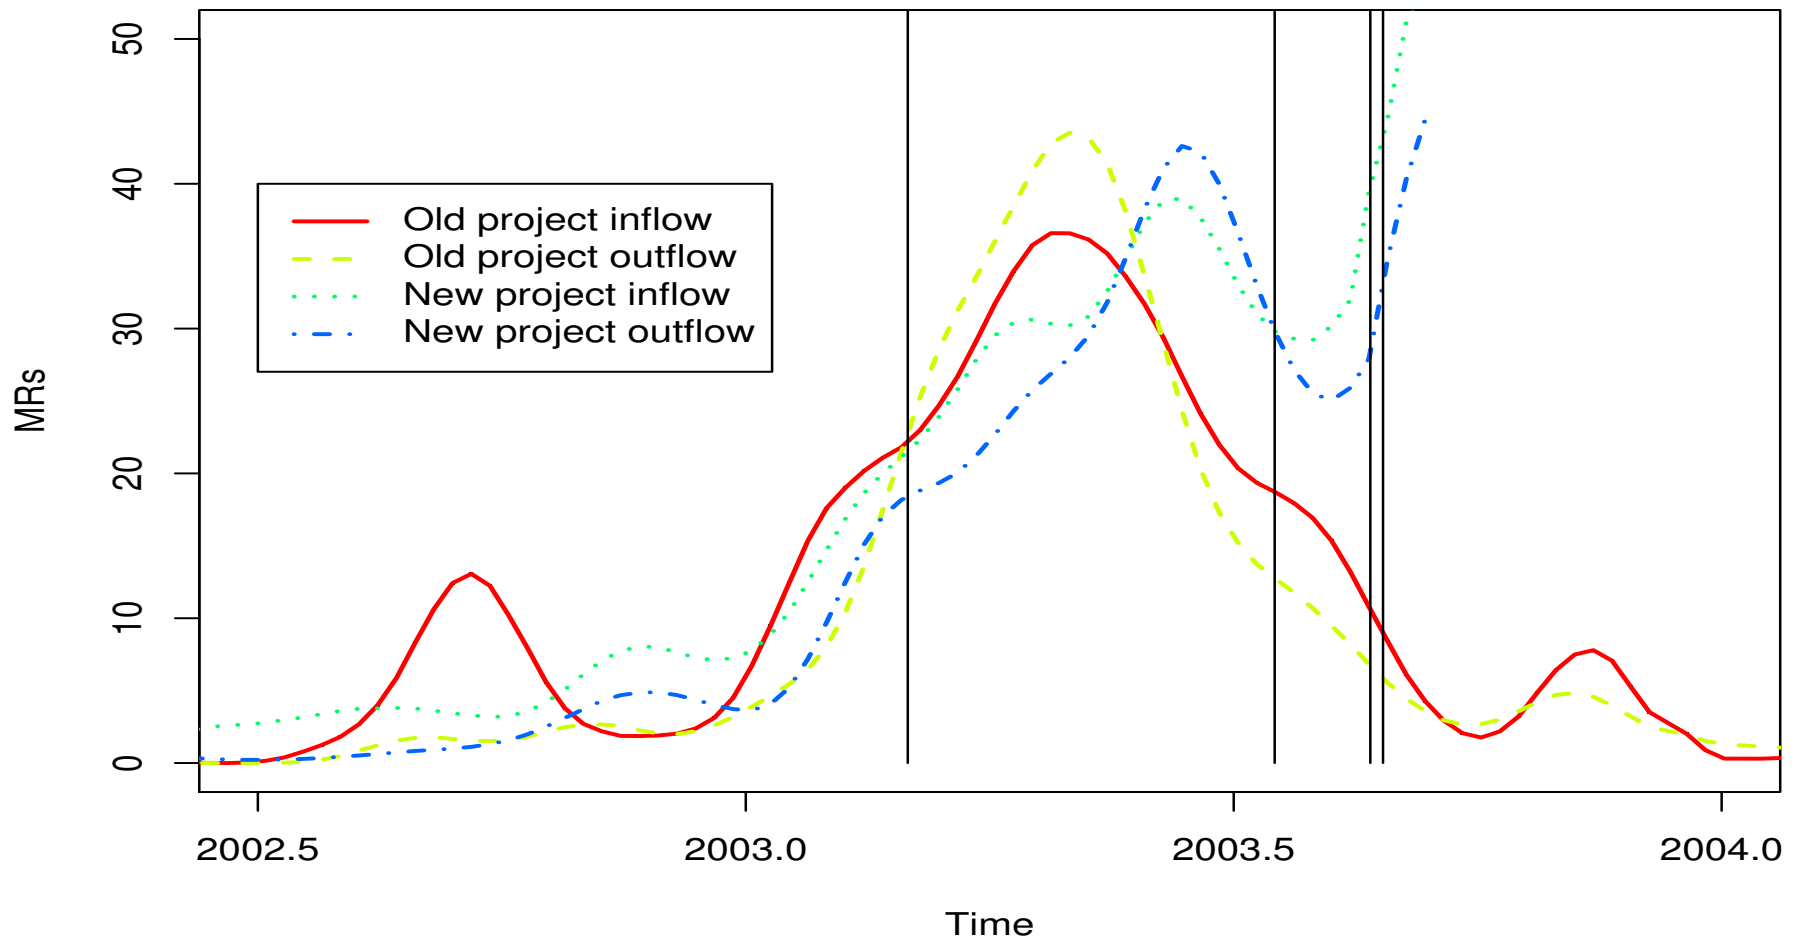 50
40
30
20
10
0
MRs
Old project inflow
Old project outflow
New project inflow
New project outflow
2002.5 2003.0 2003.5 2004.0
Time